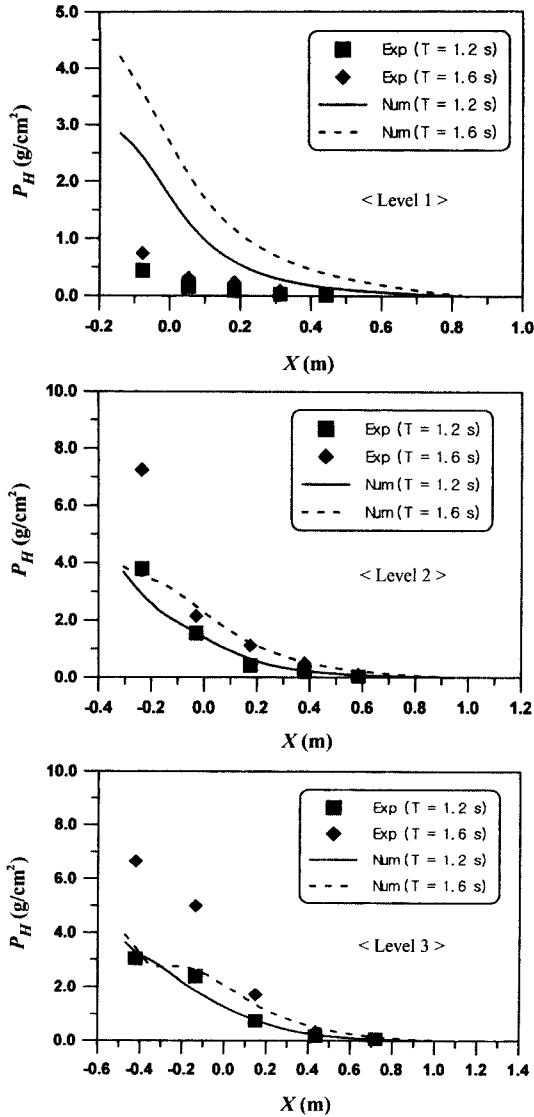 5.0
4.0
3.0
2.0
1.0
0.0
P_H (g/cm²)
Exp (T = 1.2 s)
Exp (T = 1.6 s)
Num (T = 1.2 s)
Num (T = 1.6 s)
< Level 1 >
-0.2 0.0 0.2 0.4 0.6 0.8 1.0
X (m)
10.0
8.0
6.0
4.0
2.0
0.0
P_H (g/cm²)
Exp (T = 1.2 s)
Exp (T = 1.6 s)
Num (T = 1.2 s)
Num (T = 1.6 s)
< Level 2 >
-0.4 -0.2 0.0 0.2 0.4 0.6 0.8 1.0 1.2
X (m)
10.0
8.0
6.0
4.0
2.0
0.0
P_H (g/cm²)
Exp (T = 1.2 s)
Exp (T = 1.6 s)
Num (T = 1.2 s)
Num (T = 1.6 s)
< Level 3 >
-0.6 -0.4 -0.2 0.0 0.2 0.4 0.6 0.8 1.0 1.2 1.4
X (m)